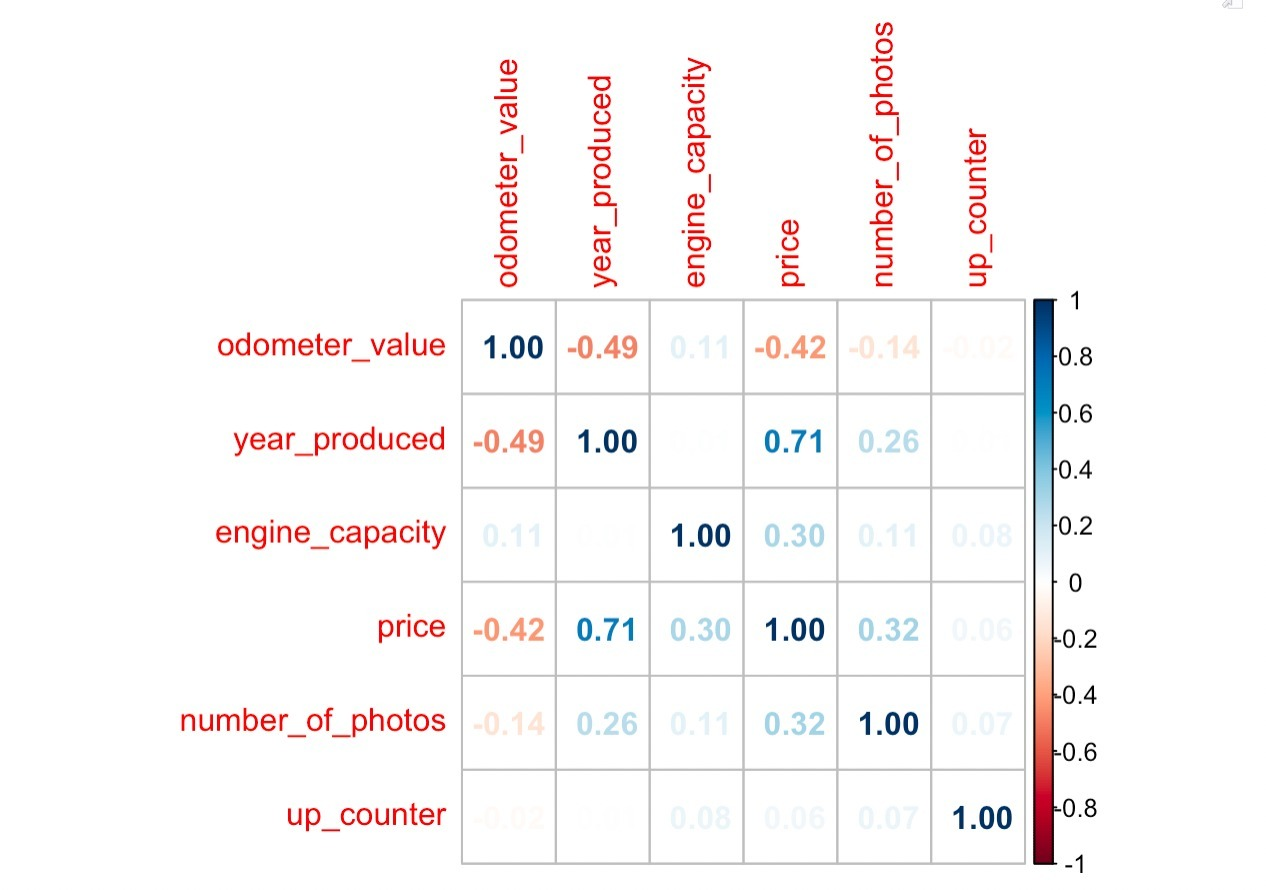 odometer_value
year_produced
engine_capacity
price
number_of_photos
up_counter
odometer_value 1.00 -0.49 0.11 -0.42 -0.14 -0.02
year_produced -0.49 1.00 0.71 0.26
engine_capacity 0.11 1.00 0.30 0.11 0.08
price -0.42 0.71 0.30 1.00 0.32 0.06
number_of_photos -0.14 0.26 0.11 0.32 1.00 0.07
up_counter -0.02 0.08 0.06 0.07 1.00
1
0.8
0.6
0.4
0.2
0
-0.2
-0.4
-0.6
-0.8
-1